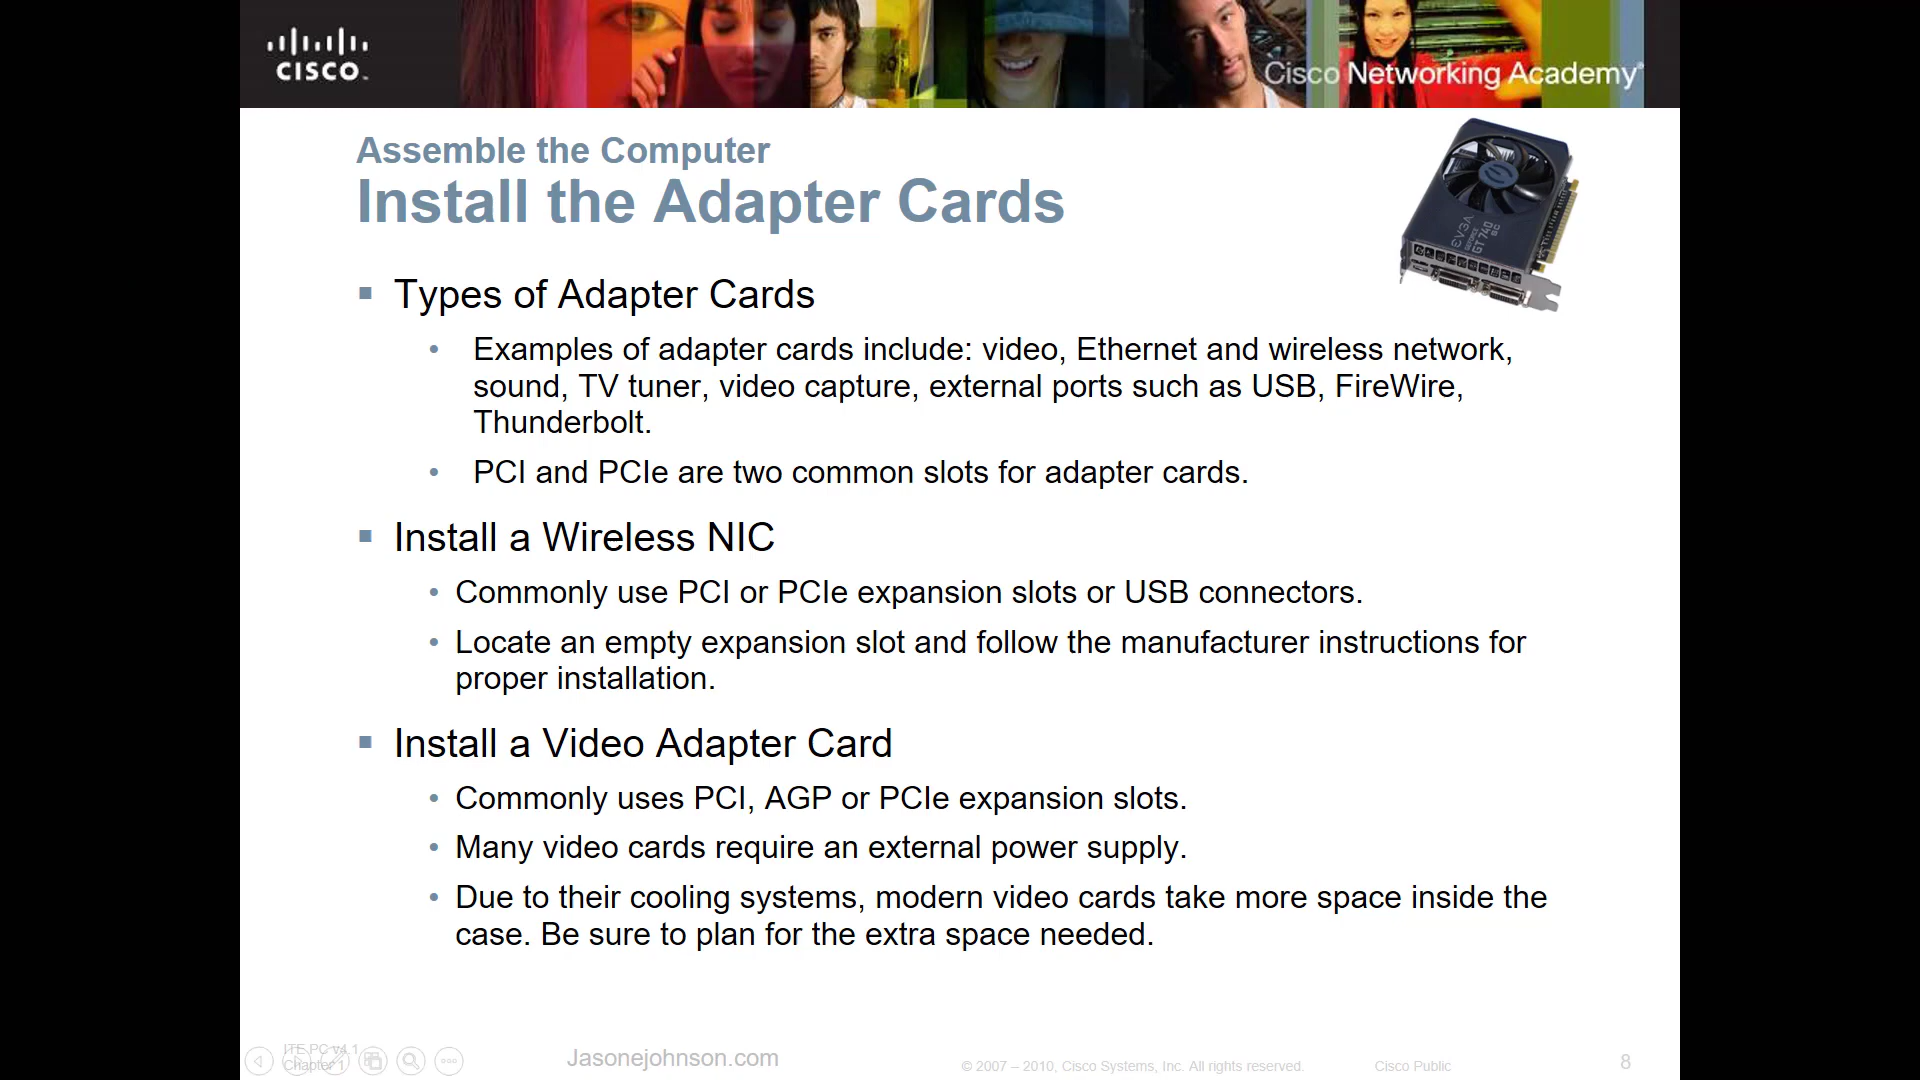 CISCO
Cisco Networking Academy
Assemble the Computer
Install the Adapter Cards
EVGA
GEFORCE
GT 740
SC
Types of Adapter Cards
Examples of adapter cards include: video, Ethernet and wireless network,
sound, TV tuner, video capture, external ports such as USB, FireWire,
Thunderbolt.
PCI and PCIe are two common slots for adapter cards.
Install a Wireless NIC
Commonly use PCI or PCIe expansion slots or USB connectors.
Locate an empty expansion slot and follow the manufacturer instructions for
proper installation.
Install a Video Adapter Card
Commonly uses PCI, AGP or PCIe expansion slots.
Many video cards require an external power supply.
Due to their cooling systems, modern video cards take more space inside the
case. Be sure to plan for the extra space needed.
ITE PC v4.1
Chapter 1
Jasonejohnson.com
© 2007 – 2010, Cisco Systems, Inc. All rights reserved.
Cisco Public
8